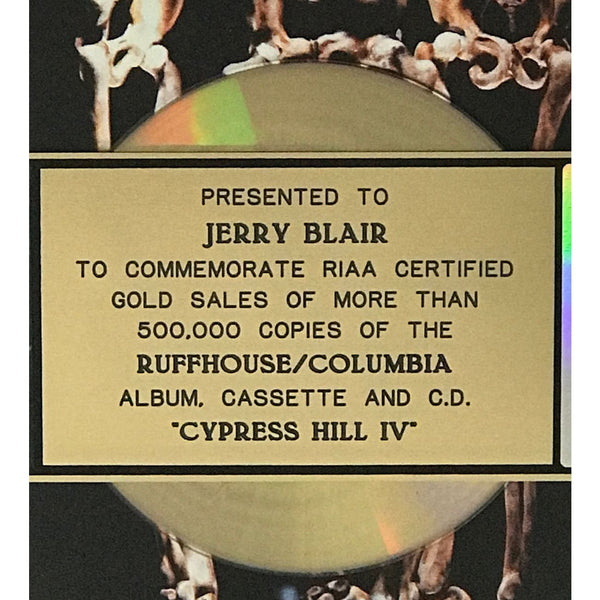 PRESENTED TO
JERRY BLAIR
TO COMMEMORATE RIAA CERTIFIED
GOLD SALES OF MORE THAN
500,000 COPIES OF THE
RUFFHOUSE/COLUMBIA
ALBUM, CASSETTE AND C.D.
"CYPRESS HILL IV"